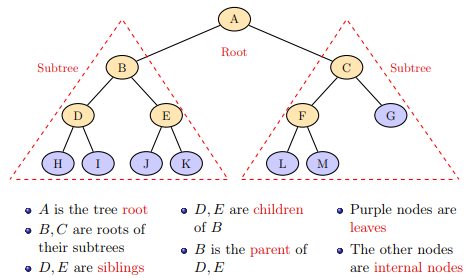 A
Root
Subtree
B
C
Subtree
D
E
F
G
H
I
J
K
L
M
A is the tree root
B, C are roots of
their subtrees
D, E are siblings
D, E are children
of B
B is the parent of
D, E
Purple nodes are
leaves
The other nodes
are internal nodes